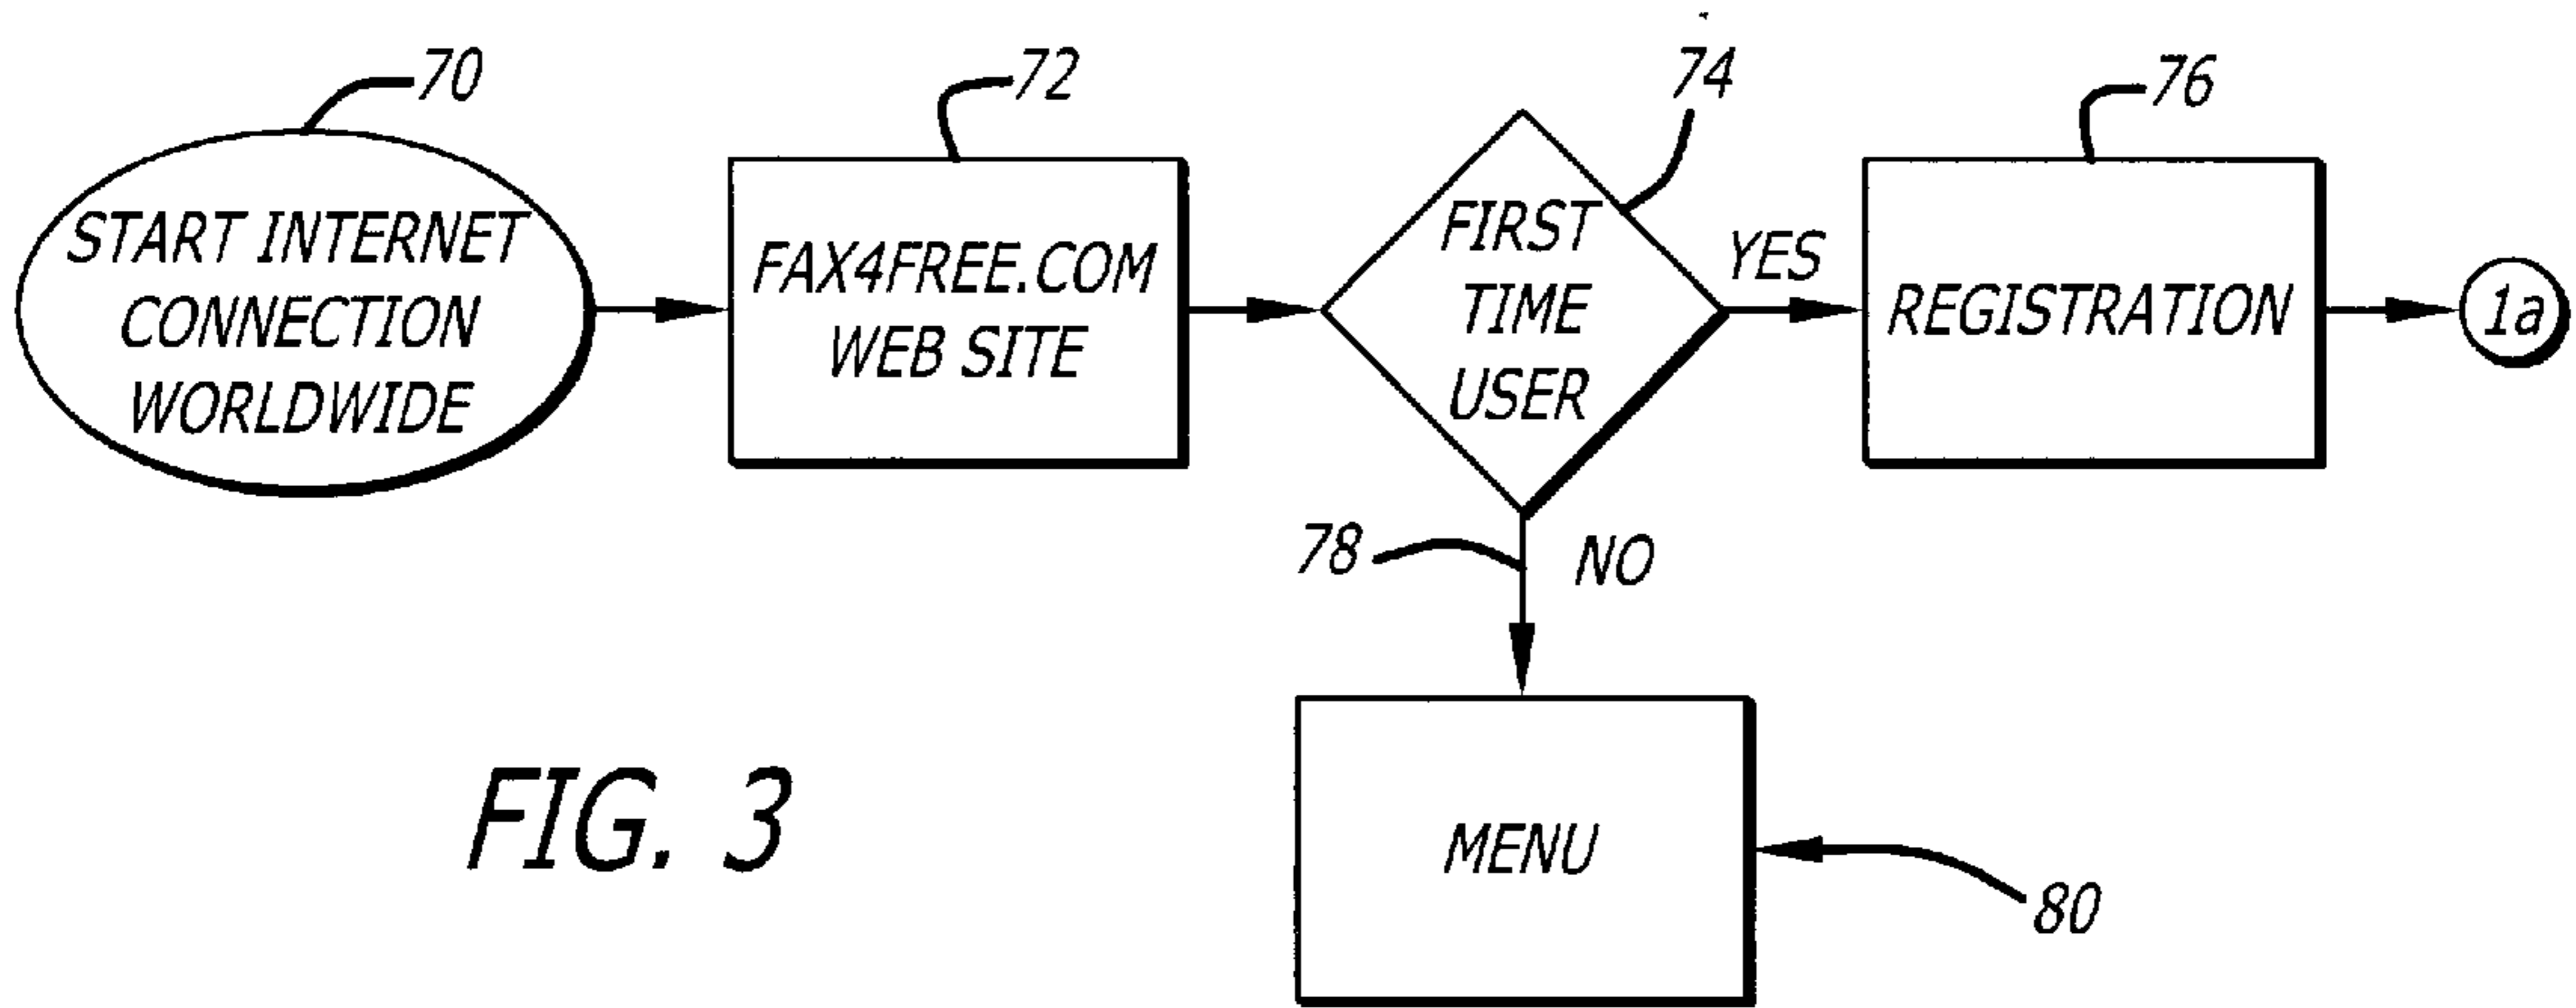 70
72
74
76
START INTERNET
CONNECTION
WORLDWIDE
FAX4FREE.COM
WEB SITE
FIRST
TIME
USER
YES
REGISTRATION
1a
78
NO
MENU
80
FIG. 3